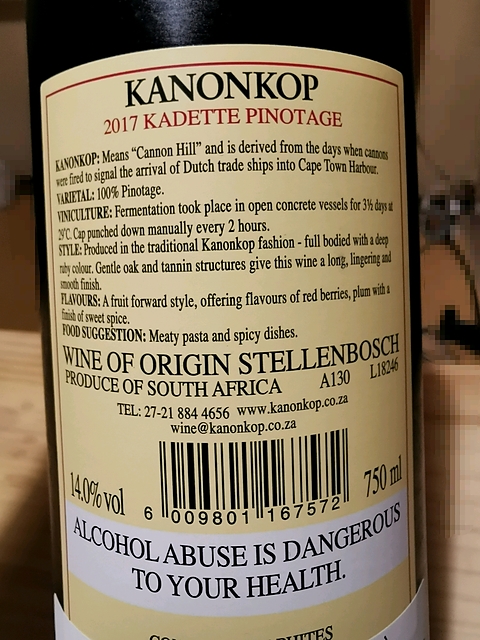 KANONKOP
2017 KADETTE PINOTAGE
KANONKOP: Means “Cannon Hill” and is derived from the days when cannons
were fired to signal the arrival of Dutch trade ships into Cape Town Harbour.
VARIETAL: 100% Pinotage.
VINICULTURE: Fermentation took place in open concrete vessels for 3½ days at
29°C. Cap punched down manually every 2 hours.
STYLE: Produced in the traditional Kanonkop fashion - full bodied with a deep
ruby colour. Gentle oak and tannin structures give this wine a long, lingering and
smooth finish.
FLAVOURS: A fruit forward style, offering flavours of red berries, plum with a
finish of sweet spice.
FOOD SUGGESTION: Meaty pasta and spicy dishes.
WINE OF ORIGIN STELLENBOSCH
PRODUCE OF SOUTH AFRICA A130 L18246
TEL: 27-21 884 4656 www.kanonkop.co.za
wine@kanonkop.co.za
14.0% vol 750 ml
6 009801 167572
ALCOHOL ABUSE IS DANGEROUS
TO YOUR HEALTH.